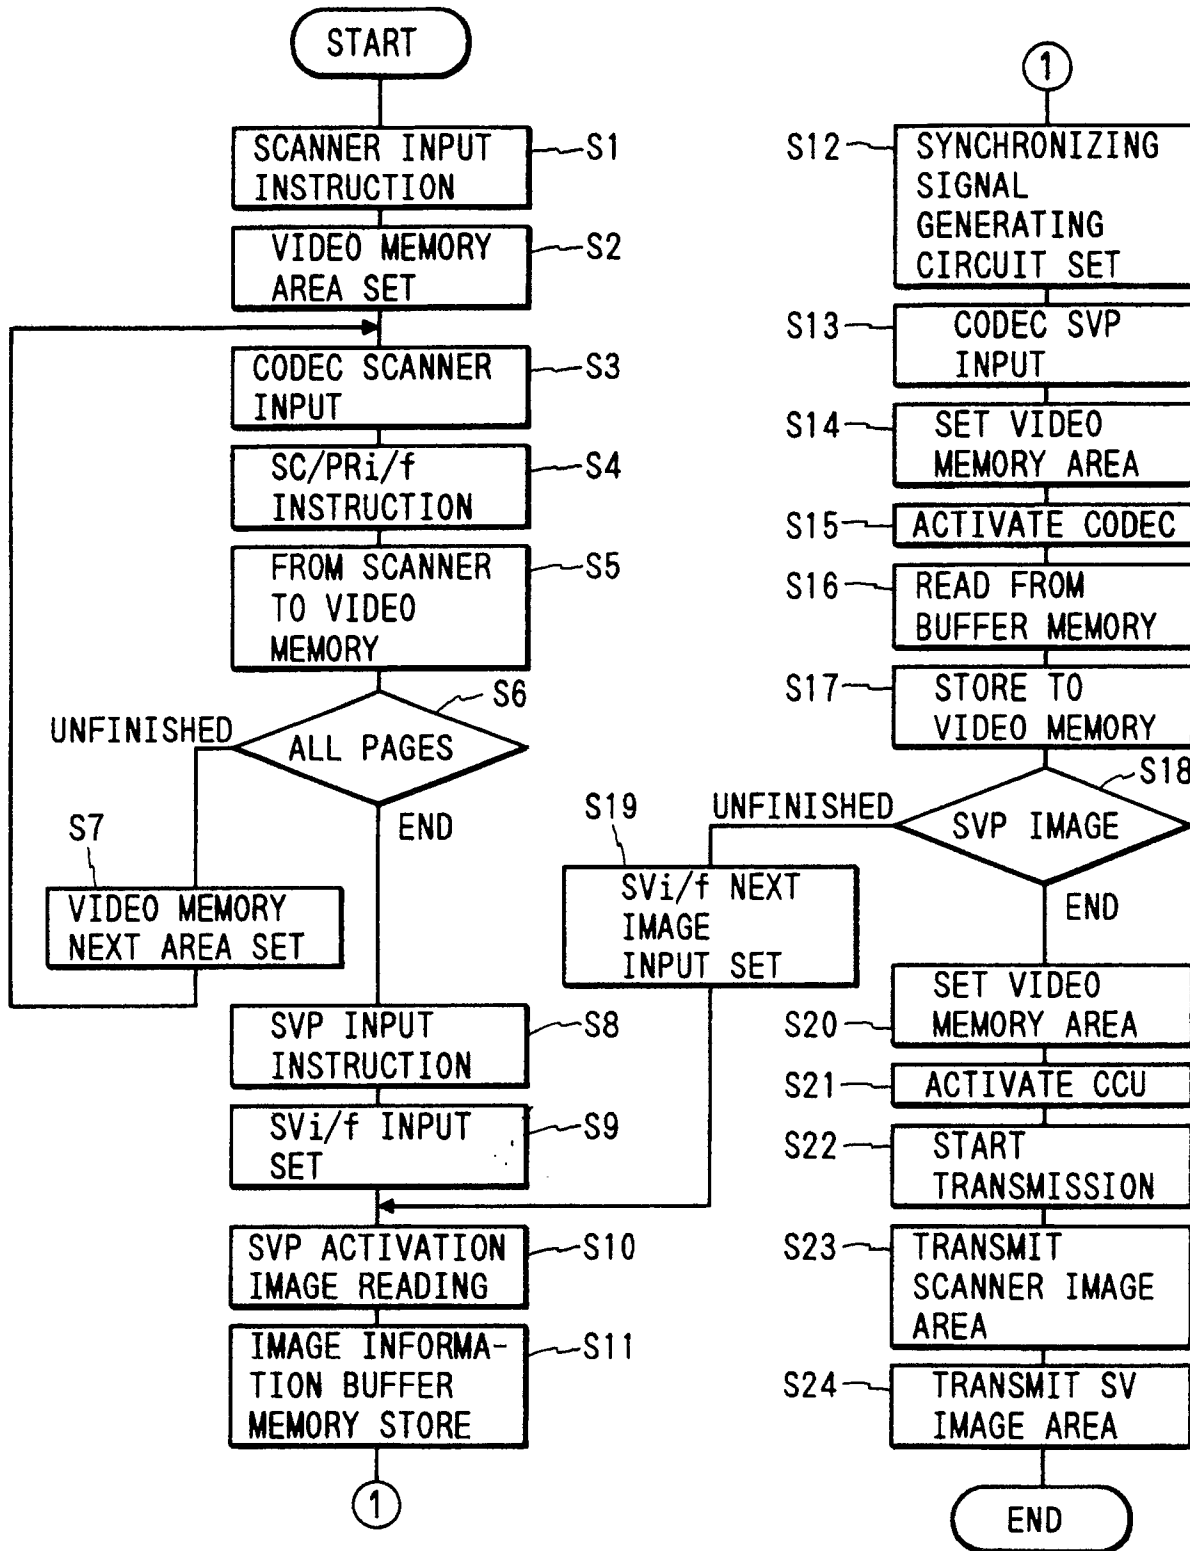 START
SCANNER INPUT
INSTRUCTION
S1
VIDEO MEMORY
AREA SET
S2
CODEC SCANNER
INPUT
S3
SC/PRi/f
INSTRUCTION
S4
FROM SCANNER
TO VIDEO
MEMORY
S5
S6
UNFINISHED
ALL PAGES
END
S7
VIDEO MEMORY
NEXT AREA SET
SVP INPUT
INSTRUCTION
S8
SVi/f INPUT
SET
S9
SVP ACTIVATION
IMAGE READING
S10
IMAGE INFORMA-
TION BUFFER
MEMORY STORE
S11
1
1
S12
SYNCHRONIZING
SIGNAL
GENERATING
CIRCUIT SET
S13
CODEC SVP
INPUT
S14
SET VIDEO
MEMORY AREA
S15
ACTIVATE CODEC
S16
READ FROM
BUFFER MEMORY
S17
STORE TO
VIDEO MEMORY
S18
UNFINISHED
SVP IMAGE
END
S19
SVi/f NEXT
IMAGE
INPUT SET
SET VIDEO
MEMORY AREA
S20
S21
ACTIVATE CCU
S22
START
TRANSMISSION
S23
TRANSMIT
SCANNER IMAGE
AREA
S24
TRANSMIT SV
IMAGE AREA
END